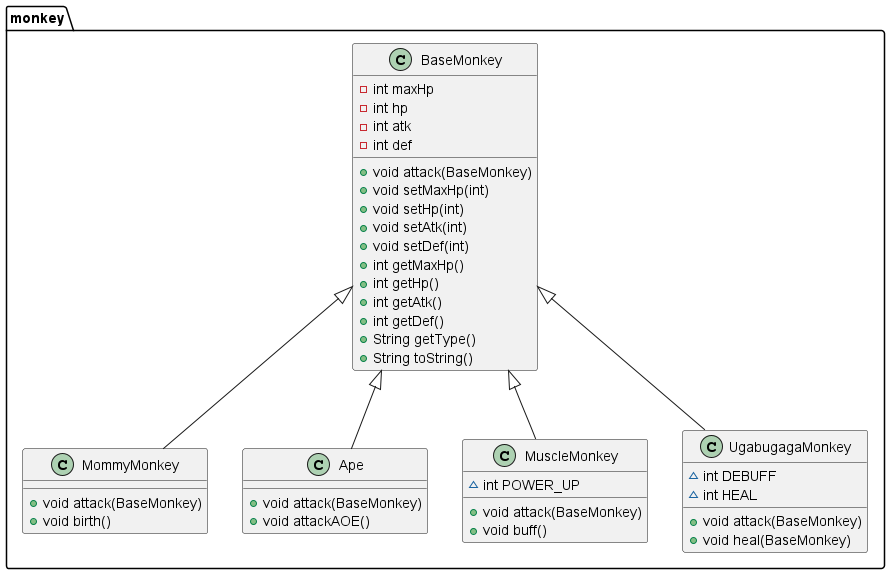 monkey
C BaseMonkey
int maxHp
int hp
int atk
int def
void attack(BaseMonkey)
void setMaxHp(int)
void setHp(int)
void setAtk(int)
void setDef(int)
int getMaxHp()
int getHp()
int getAtk()
int getDef()
String getType()
String toString()
C MommyMonkey
void attack(BaseMonkey)
void birth()
C Ape
void attack(BaseMonkey)
void attackAOE()
C MuscleMonkey
int POWER_UP
void attack(BaseMonkey)
void buff()
C UgabugagaMonkey
int DEBUFF
int HEAL
void attack(BaseMonkey)
void heal(BaseMonkey)